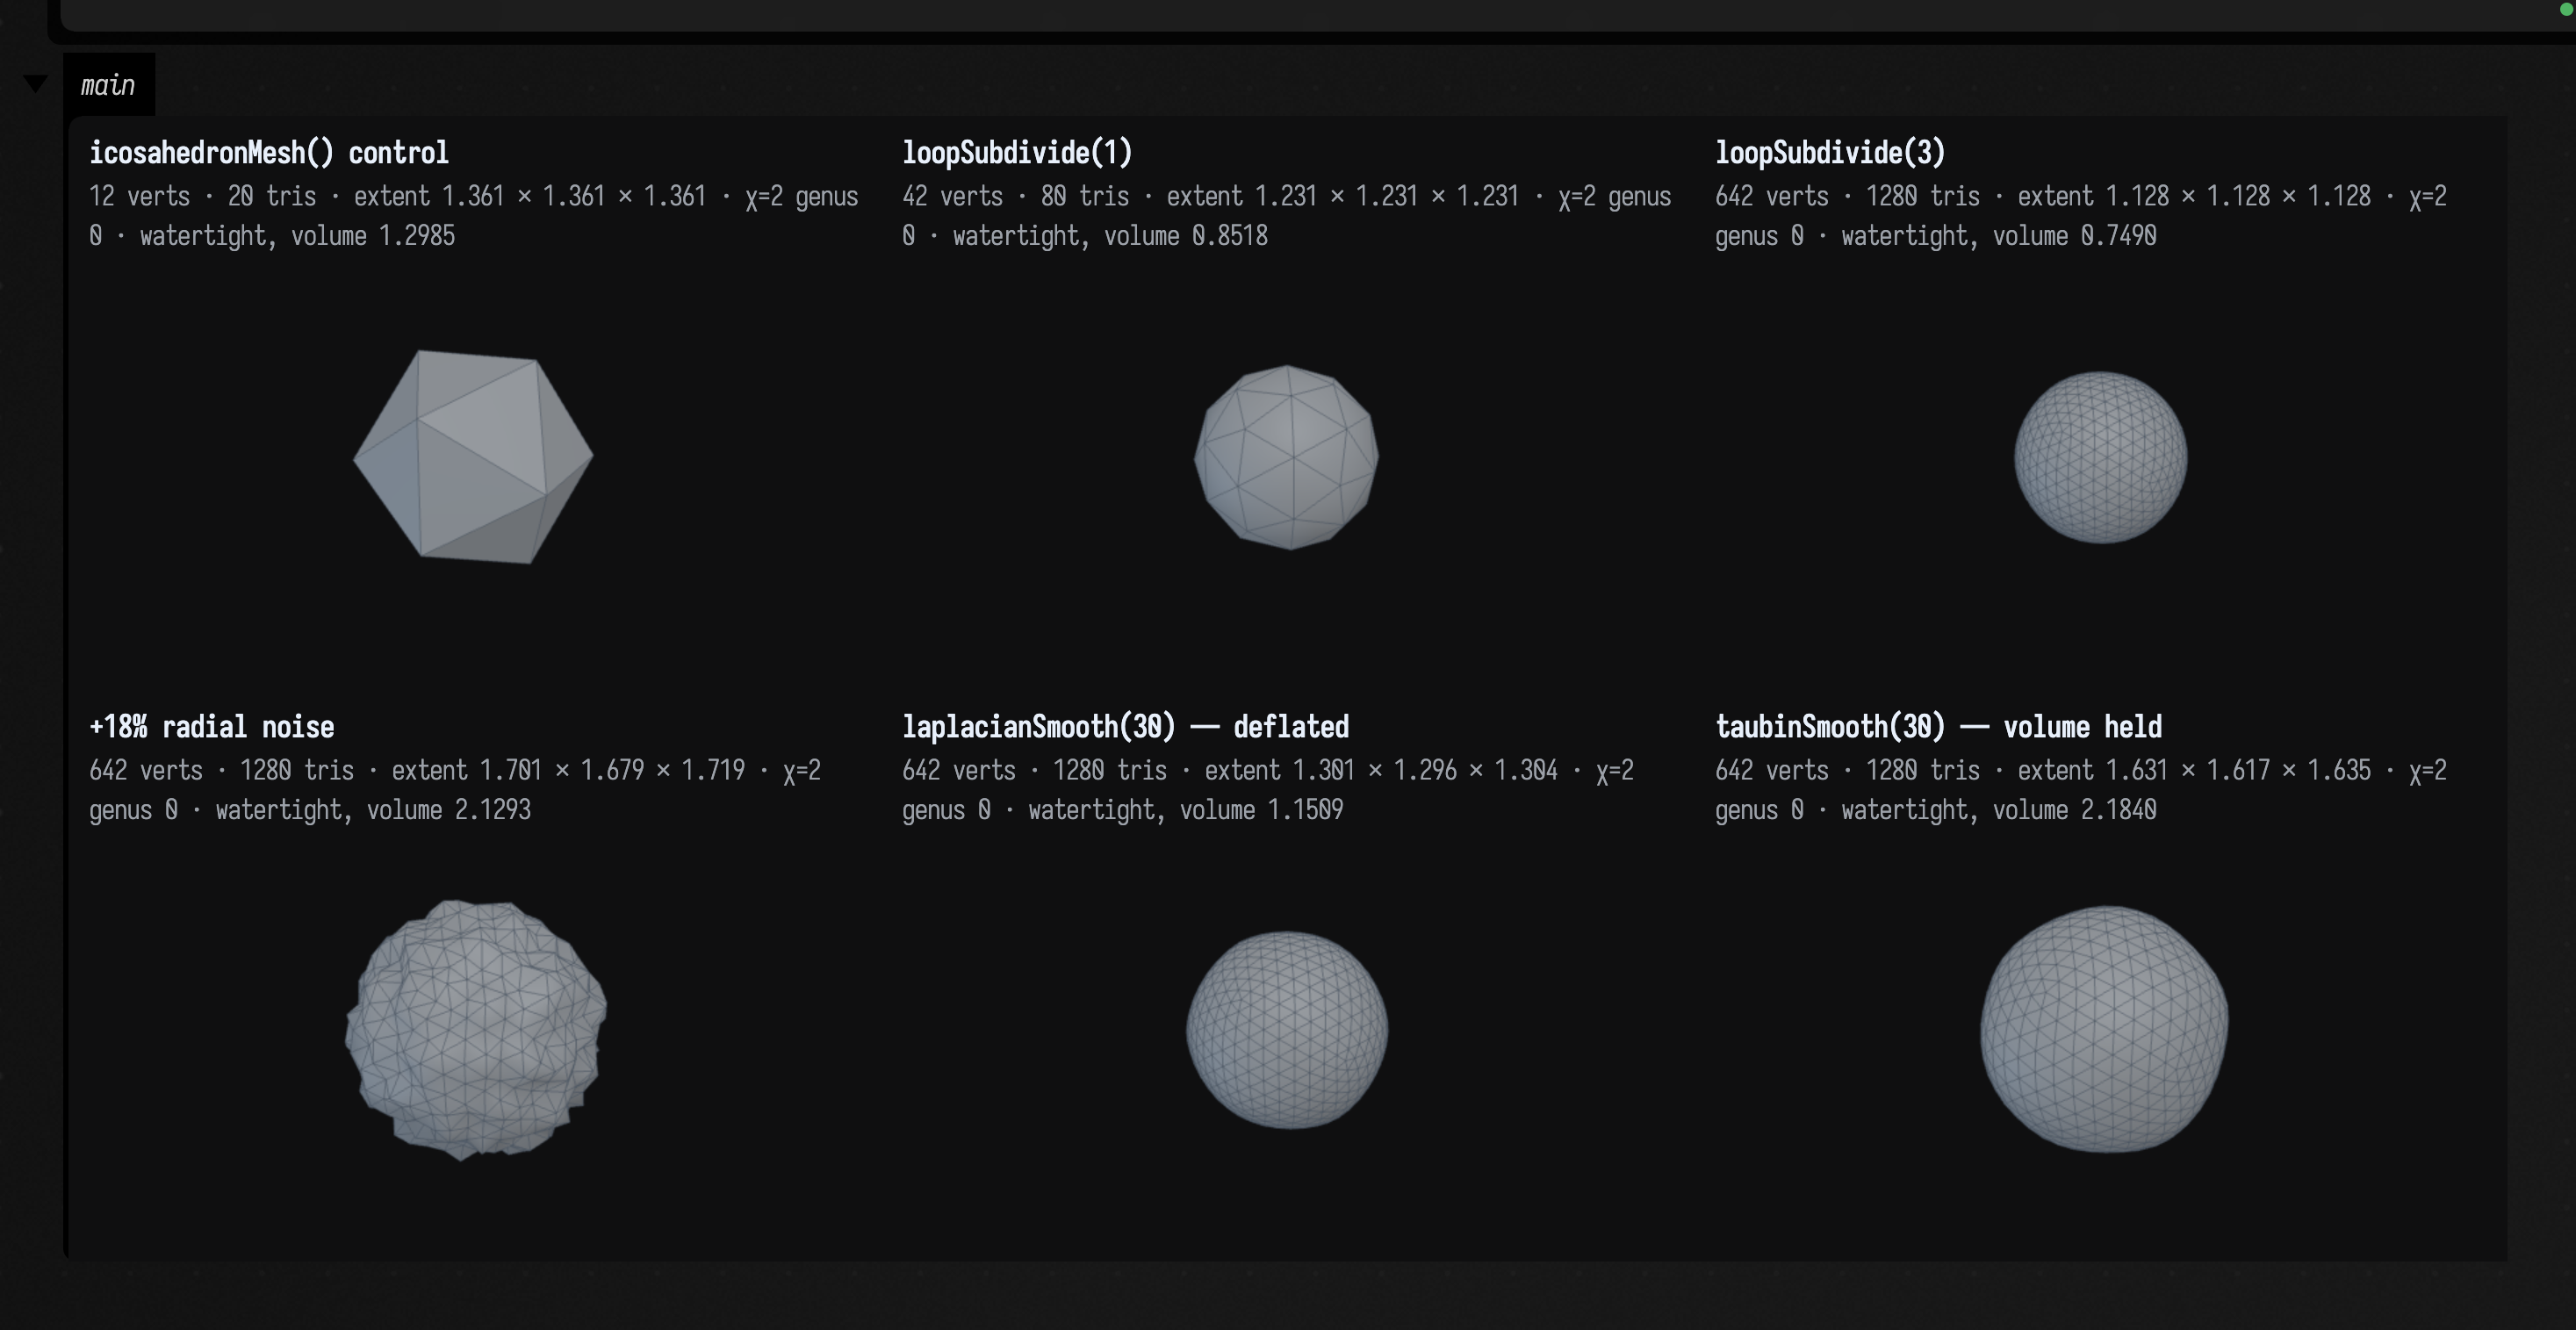 main
icosahedronMesh() control
12 verts · 20 tris · extent 1.361 × 1.361 × 1.361 · χ=2 genus
0 · watertight, volume 1.2985
loopSubdivide(1)
42 verts · 80 tris · extent 1.231 × 1.231 × 1.231 · χ=2 genus
0 · watertight, volume 0.8518
loopSubdivide(3)
642 verts · 1280 tris · extent 1.128 × 1.128 × 1.128 · χ=2
genus 0 · watertight, volume 0.7490
+18% radial noise
642 verts · 1280 tris · extent 1.701 × 1.679 × 1.719 · χ=2
genus 0 · watertight, volume 2.1293
laplacianSmooth(30) — deflated
642 verts · 1280 tris · extent 1.301 × 1.296 × 1.304 · χ=2
genus 0 · watertight, volume 1.1509
taubinSmooth(30) — volume held
642 verts · 1280 tris · extent 1.631 × 1.617 × 1.635 · χ=2
genus 0 · watertight, volume 2.1840